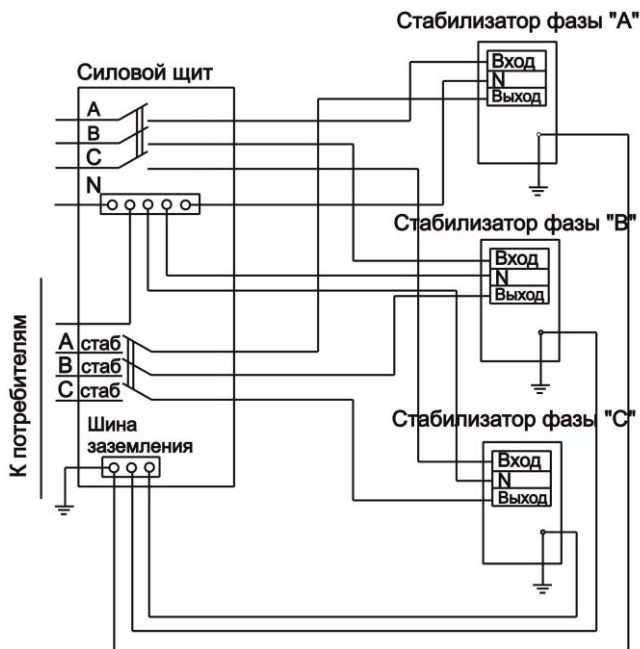 Стабилизатор фазы "А"
Вход
N
Выход
Силовой щит
А
В
С
N
Стабилизатор фазы "В"
Вход
N
Выход
К потребителям
А стаб
В стаб
С стаб
Шина
заземления
Стабилизатор фазы "С"
Вход
N
Выход